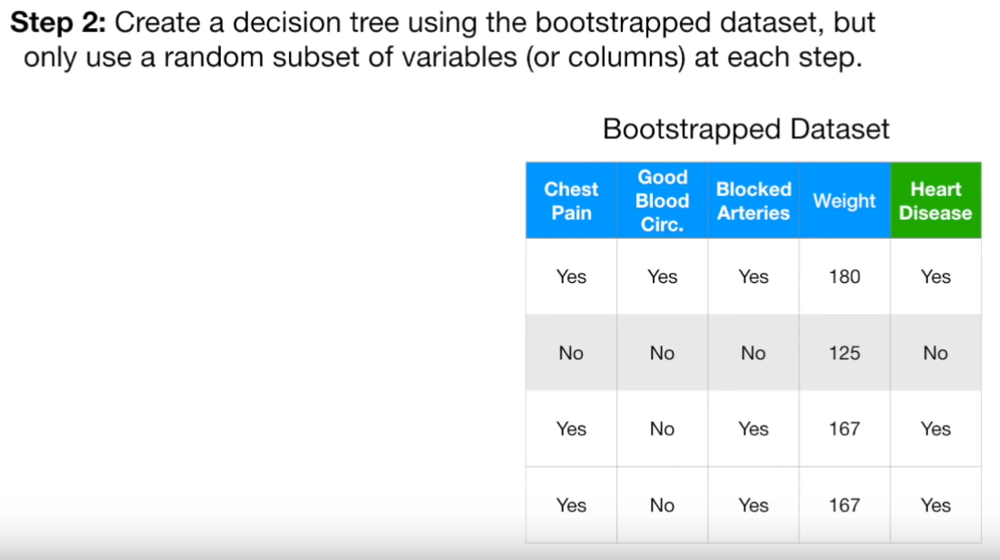 Step 2: Create a decision tree using the bootstrapped dataset, but
only use a random subset of variables (or columns) at each step.
Bootstrapped Dataset
Chest Pain Good Blood Circ. Blocked Arteries Weight Heart Disease
Yes Yes Yes 180 Yes
No No No 125 No
Yes No Yes 167 Yes
Yes No Yes 167 Yes